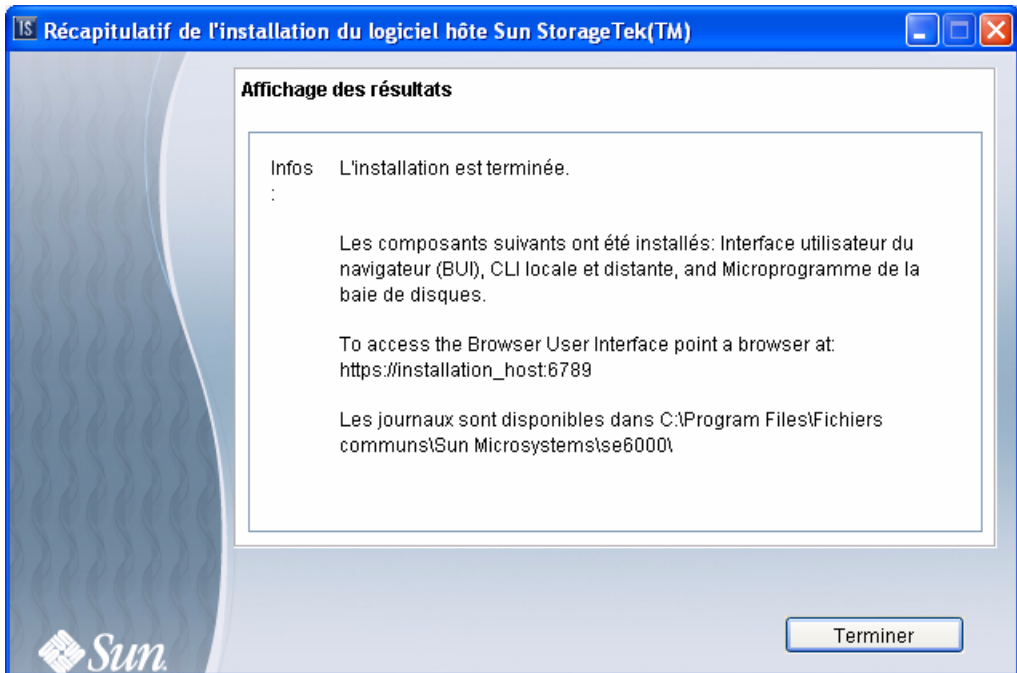 Récapitulatif de l'installation du logiciel hôte Sun StorageTek(TM)
Affichage des résultats
Infos : L'installation est terminée.
Les composants suivants ont été installés: Interface utilisateur du
navigateur (BUI), CLI locale et distante, and Microprogramme de la
baie de disques.
To access the Browser User Interface point a browser at:
https://installation_host:6789
Les journaux sont disponibles dans C:\Program Files\Fichiers
communs\Sun Microsystems\se6000\
Terminer
Sun